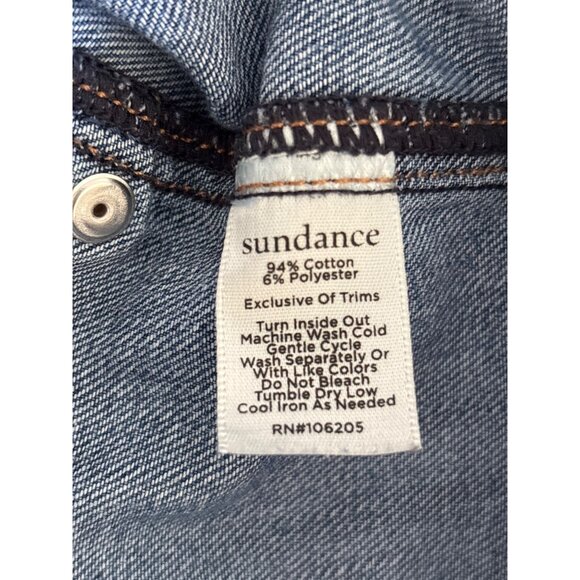 sundance
94% Cotton
6% Polyester
Exclusive Of Trims
Turn Inside Out
Machine Wash Cold
Gentle Cycle
Wash Separately Or
With Like Colors
Do Not Bleach
Tumble Dry Low
Cool Iron As Needed
RN#106205